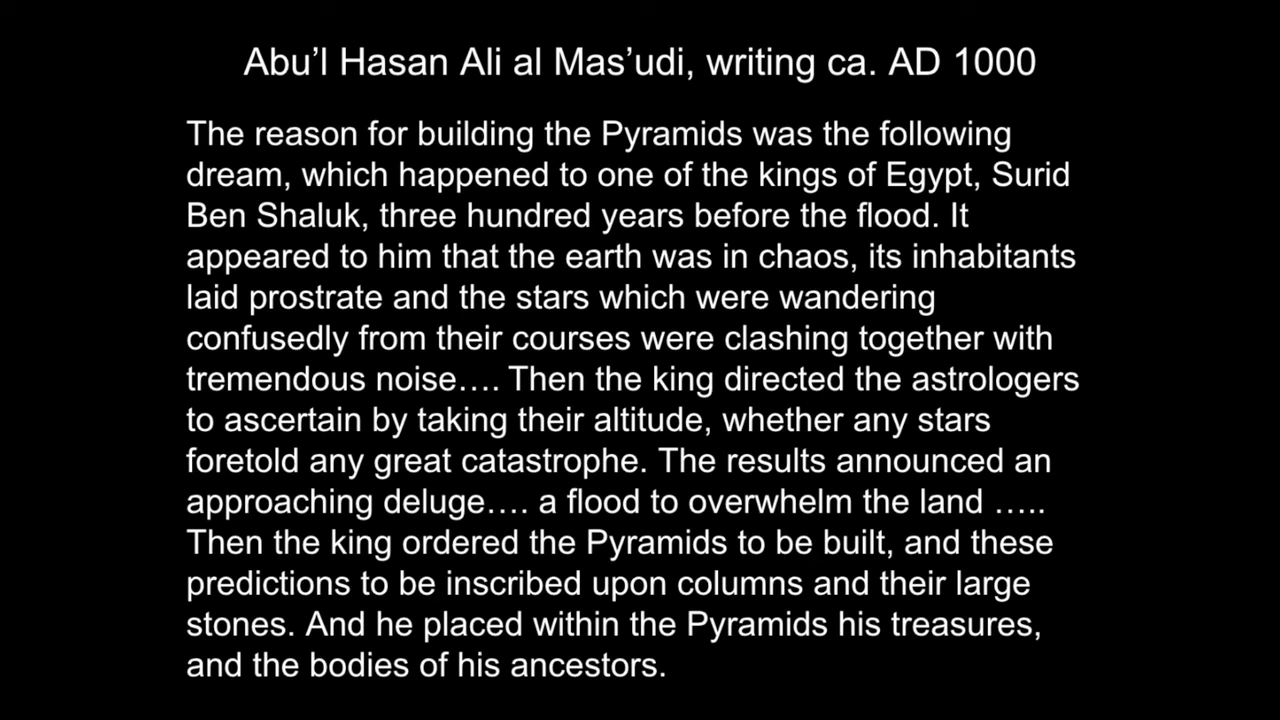 Abu’l Hasan Ali al Mas’udi, writing ca. AD 1000
The reason for building the Pyramids was the following
dream, which happened to one of the kings of Egypt, Surid
Ben Shaluk, three hundred years before the flood. It
appeared to him that the earth was in chaos, its inhabitants
laid prostrate and the stars which were wandering
confusedly from their courses were clashing together with
tremendous noise…. Then the king directed the astrologers
to ascertain by taking their altitude, whether any stars
foretold any great catastrophe. The results announced an
approaching deluge…. a flood to overwhelm the land …..
Then the king ordered the Pyramids to be built, and these
predictions to be inscribed upon columns and their large
stones. And he placed within the Pyramids his treasures,
and the bodies of his ancestors.